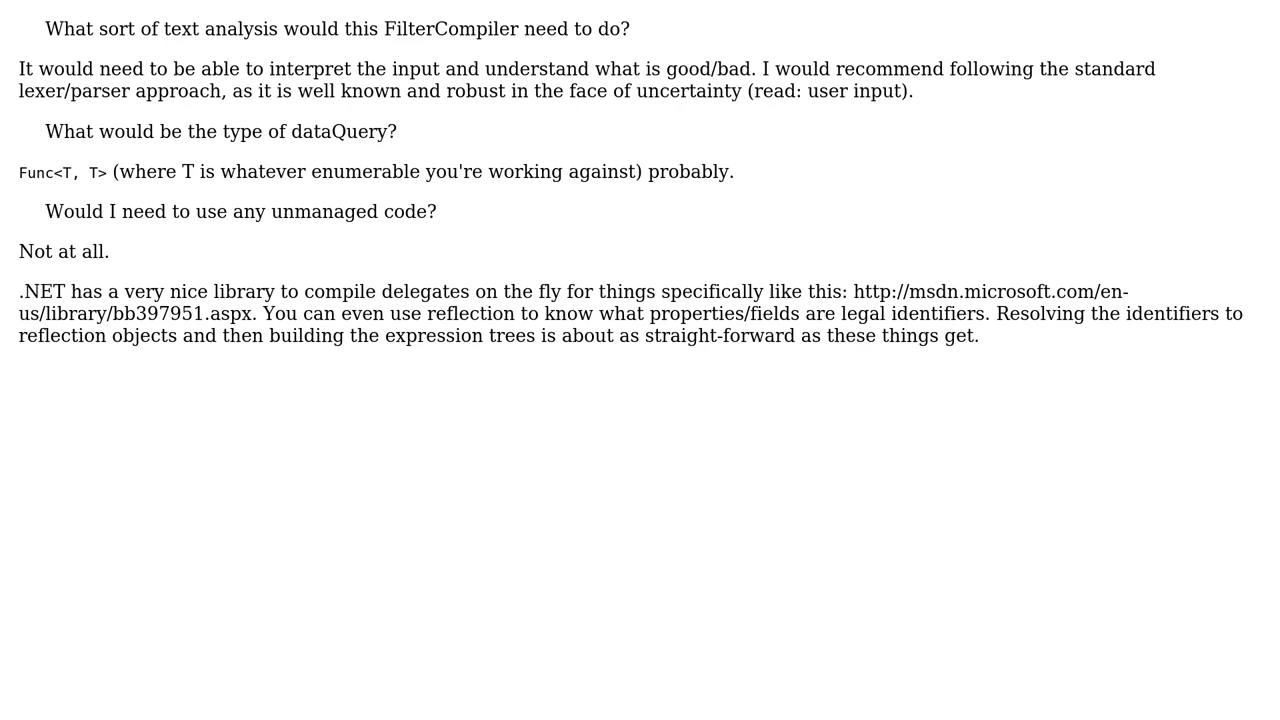 What sort of text analysis would this FilterCompiler need to do?
It would need to be able to interpret the input and understand what is good/bad. I would recommend following the standard
lexer/parser approach, as it is well known and robust in the face of uncertainty (read: user input).
What would be the type of dataQuery?
Func<T, T> (where T is whatever enumerable you're working against) probably.
Would I need to use any unmanaged code?
Not at all.
.NET has a very nice library to compile delegates on the fly for things specifically like this: http://msdn.microsoft.com/en-
us/library/bb397951.aspx. You can even use reflection to know what properties/fields are legal identifiers. Resolving the identifiers to
reflection objects and then building the expression trees is about as straight-forward as these things get.